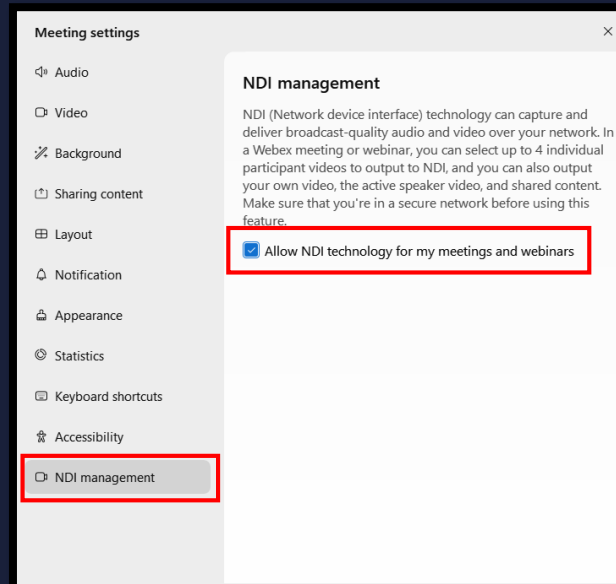 Meeting settings
Audio
Video
Background
Sharing content
Layout
Notification
Appearance
Statistics
Keyboard shortcuts
Accessibility
NDI management
NDI management
NDI (Network device interface) technology can capture and
deliver broadcast-quality audio and video over your network. In
a Webex meeting or webinar, you can select up to 4 individual
participant videos to output to NDI, and you can also output
your own video, the active speaker video, and shared content.
Make sure that you're in a secure network before using this
feature.
Allow NDI technology for my meetings and webinars